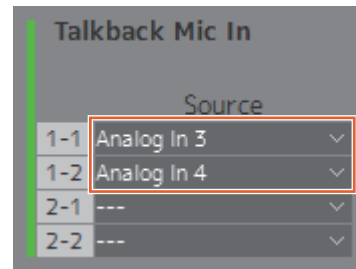 Talkback Mic In
Source
1-1 Analog In 3
1-2 Analog In 4
2-1 ---
2-2 ---